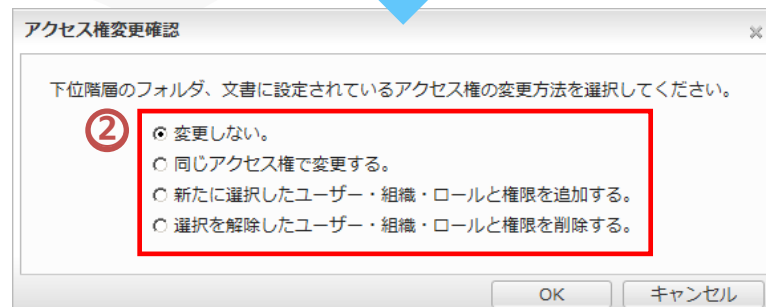 アクセス権変更確認
下位階層のフォルダ、文書に設定されているアクセス権の変更方法を選択してください。
②
変更しない。
同じアクセス権で変更する。
新たに選択したユーザー・組織・ロールと権限を追加する。
選択を解除したユーザー・組織・ロールと権限を削除する。
OK キャンセル